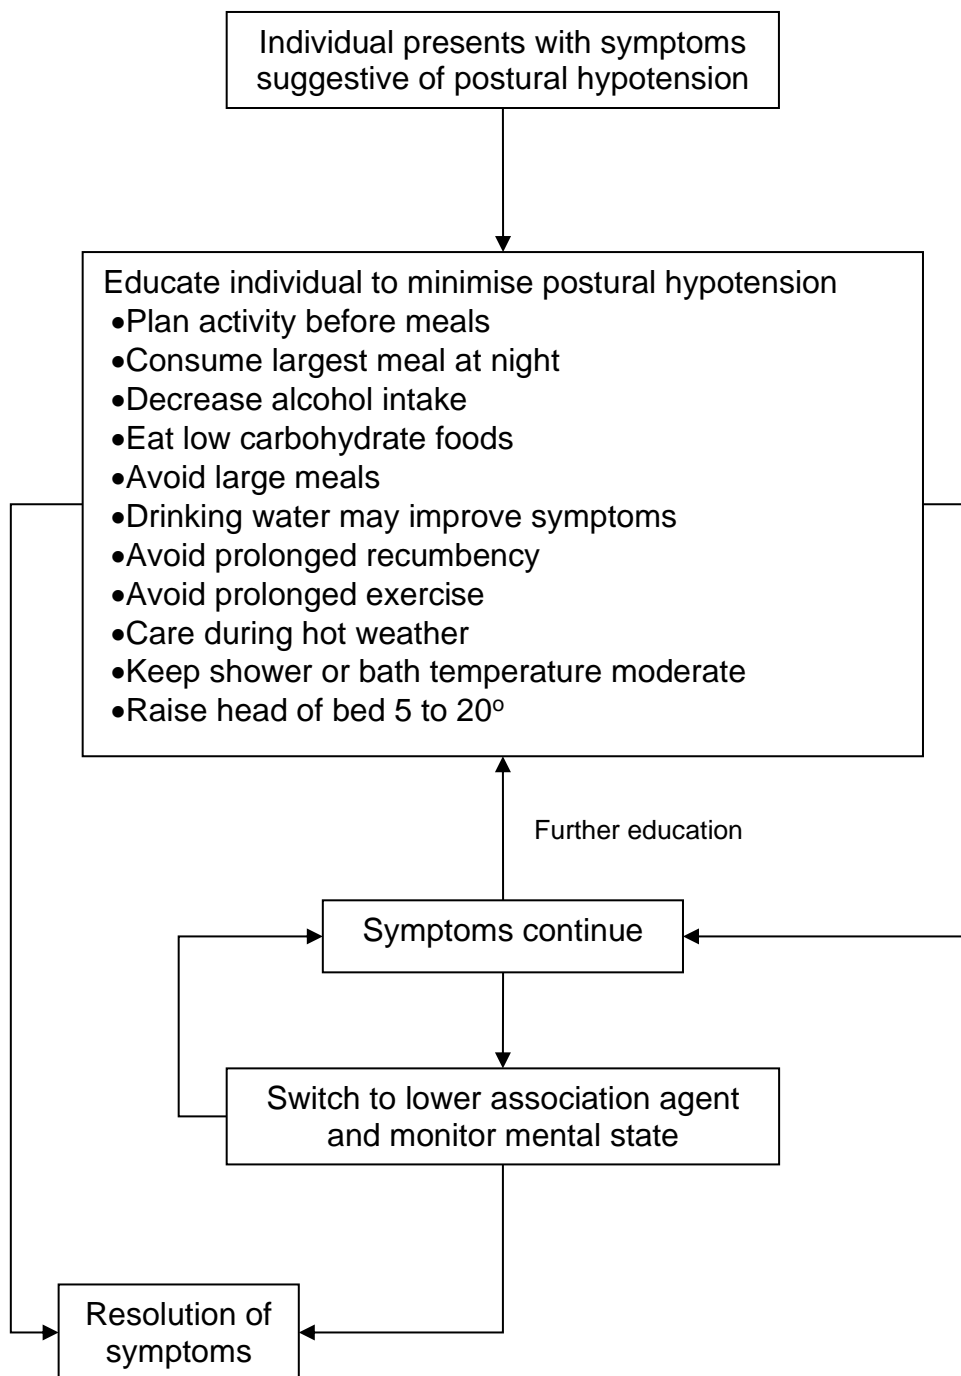 Individual presents with symptoms
suggestive of postural hypotension
Educate individual to minimise postural hypotension
•Plan activity before meals
•Consume largest meal at night
•Decrease alcohol intake
•Eat low carbohydrate foods
•Avoid large meals
•Drinking water may improve symptoms
•Avoid prolonged recumbency
•Avoid prolonged exercise
•Care during hot weather
•Keep shower or bath temperature moderate
•Raise head of bed 5 to 20º
Further education
Symptoms continue
Switch to lower association agent
and monitor mental state
Resolution of
symptoms